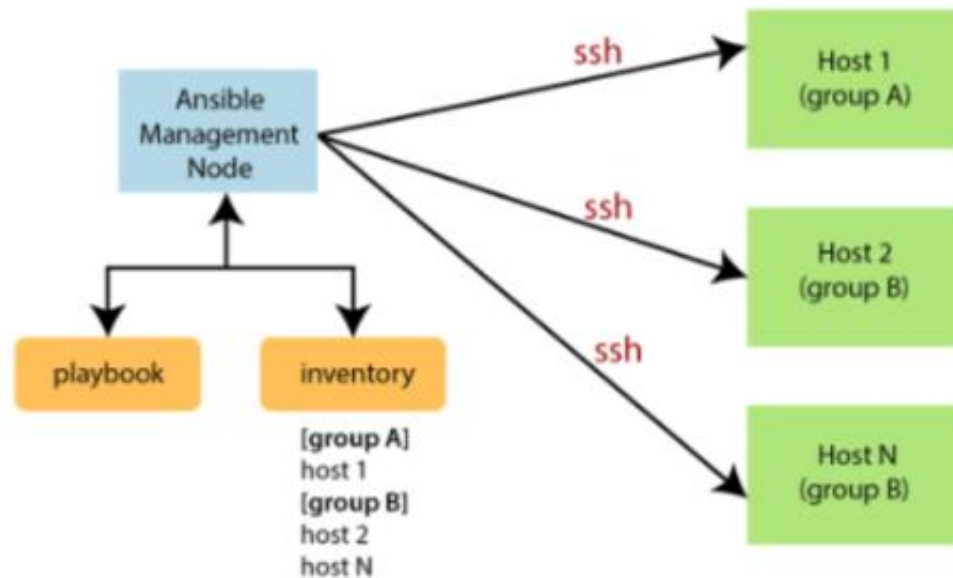 ssh
Host 1
(group A)
Ansible
Management
Node
ssh
Host 2
(group B)
ssh
playbook
inventory
[group A]
host 1
[group B]
host 2
host N
Host N
(group B)